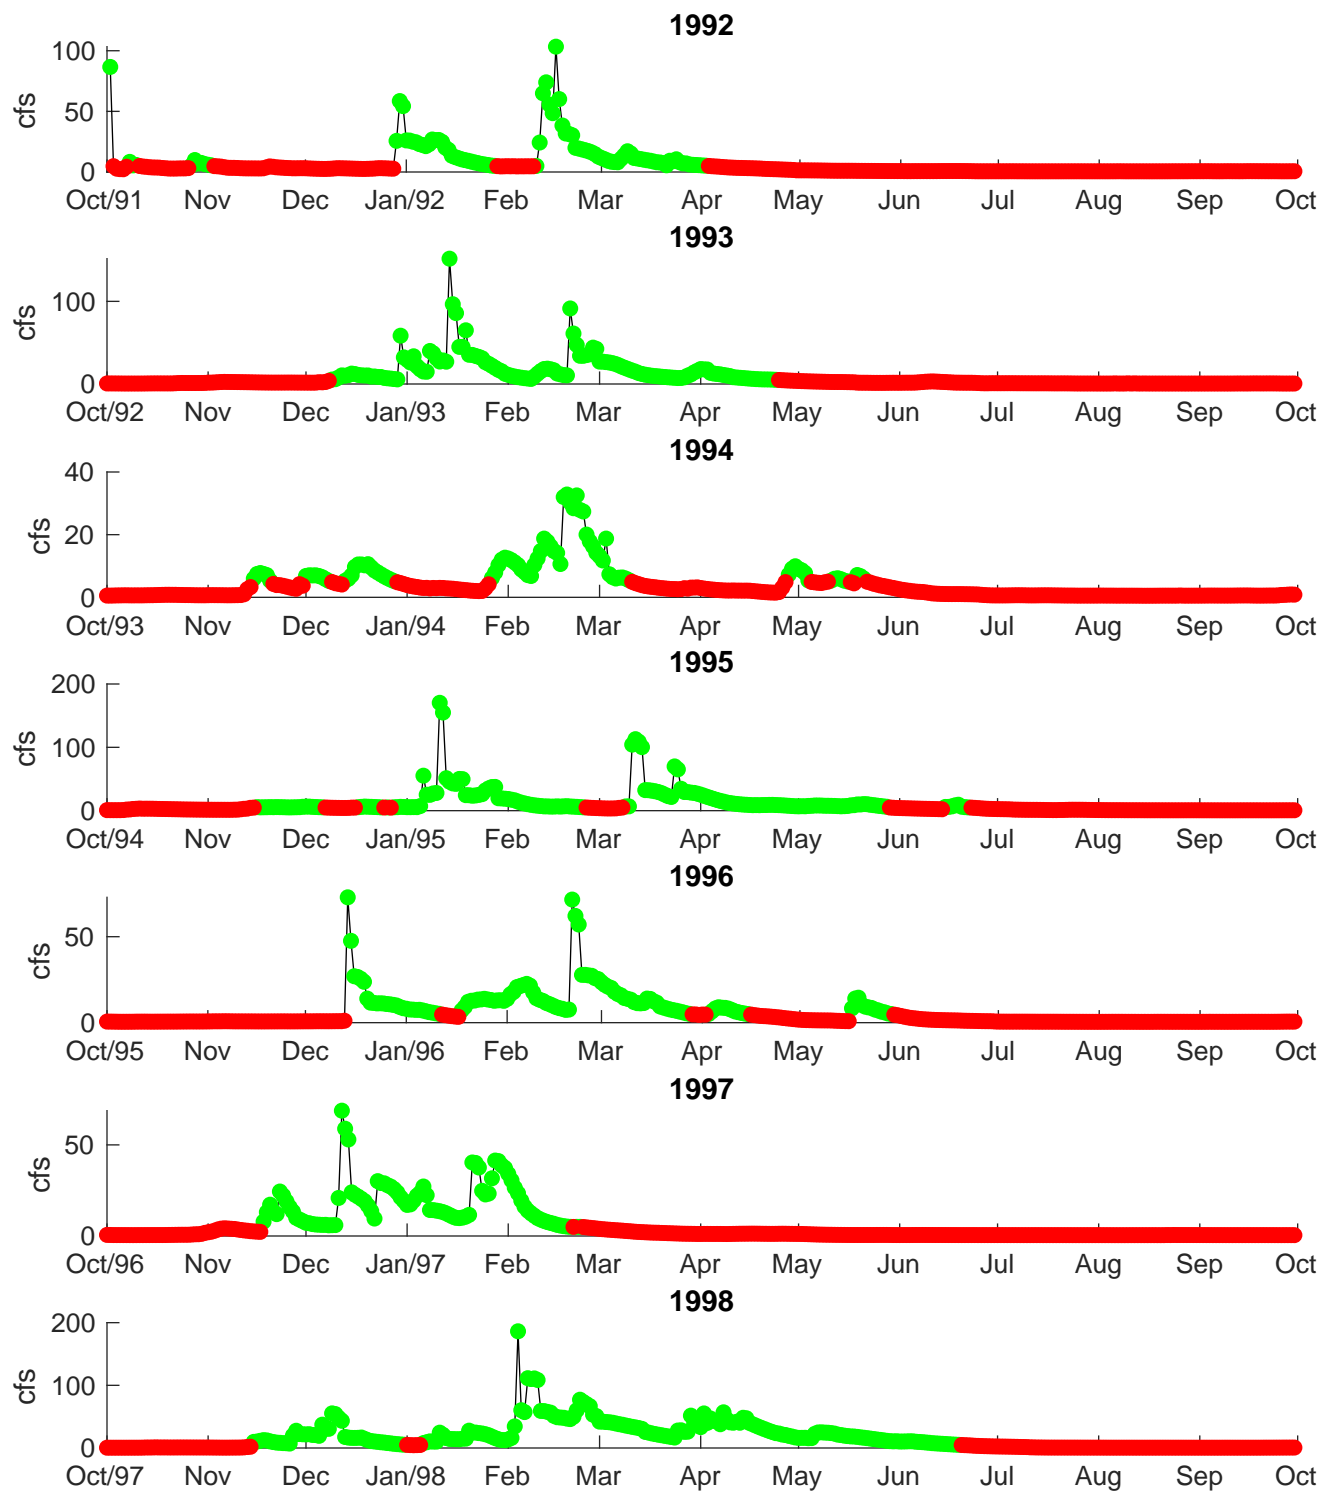 1992
100
50
0
cfs
Oct/91 Nov Dec Jan/92 Feb Mar Apr May Jun Jul Aug Sep Oct
1993
100
0
cfs
Oct/92 Nov Dec Jan/93 Feb Mar Apr May Jun Jul Aug Sep Oct
1994
40
20
0
cfs
Oct/93 Nov Dec Jan/94 Feb Mar Apr May Jun Jul Aug Sep Oct
1995
200
100
0
cfs
Oct/94 Nov Dec Jan/95 Feb Mar Apr May Jun Jul Aug Sep Oct
1996
50
0
cfs
Oct/95 Nov Dec Jan/96 Feb Mar Apr May Jun Jul Aug Sep Oct
1997
50
0
cfs
Oct/96 Nov Dec Jan/97 Feb Mar Apr May Jun Jul Aug Sep Oct
1998
200
100
0
cfs
Oct/97 Nov Dec Jan/98 Feb Mar Apr May Jun Jul Aug Sep Oct